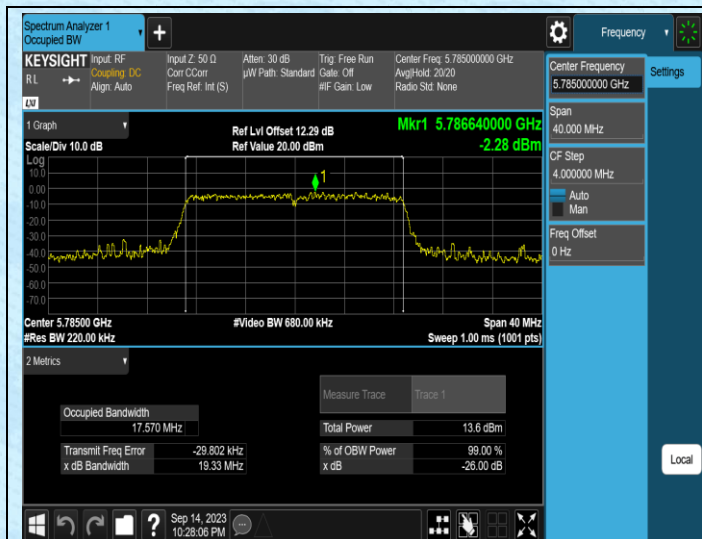 Spectrum Analyzer 1
Occupied BW
Frequency
KEYSIGHT
R L
LXI
Input: RF
Coupling: DC
Align: Auto
Input Z: 50 Ω
Corr CCorr
Freq Ref: Int (S)
Atten: 30 dB
µW Path: Standard
Trig: Free Run
Gate: Off
#IF Gain: Low
Center Freq: 5.785000000 GHz
Avg|Hold: 20/20
Radio Std: None
Center Frequency
5.785000000 GHz
Settings
Span
40.000 MHz
CF Step
4.000000 MHz
Auto
Man
Freq Offset
0 Hz
Local
1 Graph
Scale/Div 10.0 dB
Ref Lvl Offset 12.29 dB
Ref Value 20.00 dBm
Mkr1 5.786640000 GHz
-2.28 dBm
Log
10.0
0.00
-10.0
-20.0
-30.0
-40.0
-50.0
-60.0
-70.0
1
Center 5.78500 GHz
#Res BW 220.00 kHz
#Video BW 680.00 kHz
Span 40 MHz
Sweep 1.00 ms (1001 pts)
2 Metrics
Measure Trace Trace 1
Occupied Bandwidth
17.570 MHz
Total Power 13.6 dBm
Transmit Freq Error -29.802 kHz
% of OBW Power 99.00 %
x dB Bandwidth 19.33 MHz
x dB -26.00 dB
?
Sep 14, 2023
10:28:06 PM